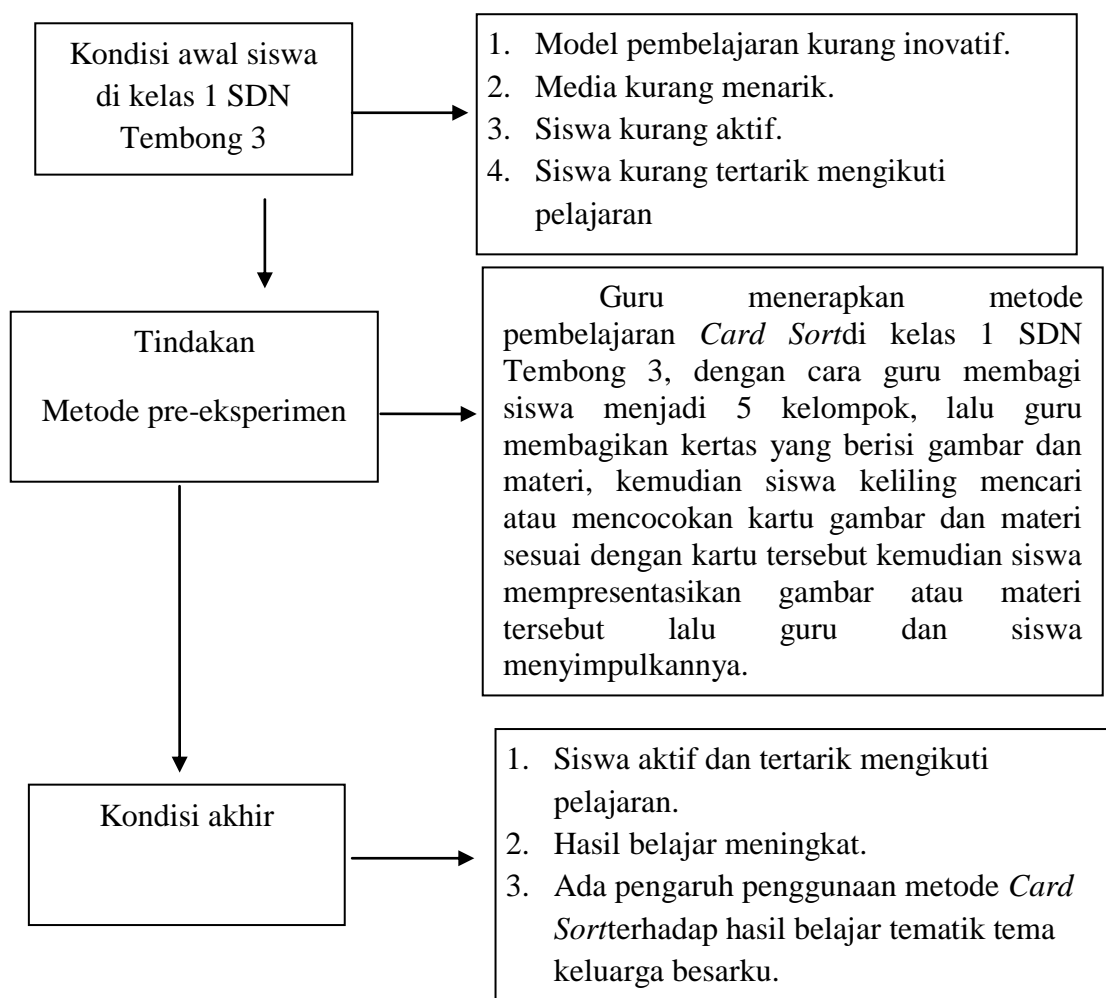 Kondisi awal siswa
di kelas 1 SDN
Tembong 3
1. Model pembelajaran kurang inovatif.
2. Media kurang menarik.
3. Siswa kurang aktif.
4. Siswa kurang tertarik mengikuti
pelajaran
Tindakan
Metode pre-eksperimen
Guru menerapkan metode
pembelajaran Card Sortdi kelas 1 SDN
Tembong 3, dengan cara guru membagi
siswa menjadi 5 kelompok, lalu guru
membagikan kertas yang berisi gambar dan
materi, kemudian siswa keliling mencari
atau mencocokan kartu gambar dan materi
sesuai dengan kartu tersebut kemudian siswa
mempresentasikan gambar atau materi
tersebut lalu guru dan siswa
menyimpulkannya.
Kondisi akhir
1. Siswa aktif dan tertarik mengikuti
pelajaran.
2. Hasil belajar meningkat.
3. Ada pengaruh penggunaan metode Card
Sortterhadap hasil belajar tematik tema
keluarga besarku.